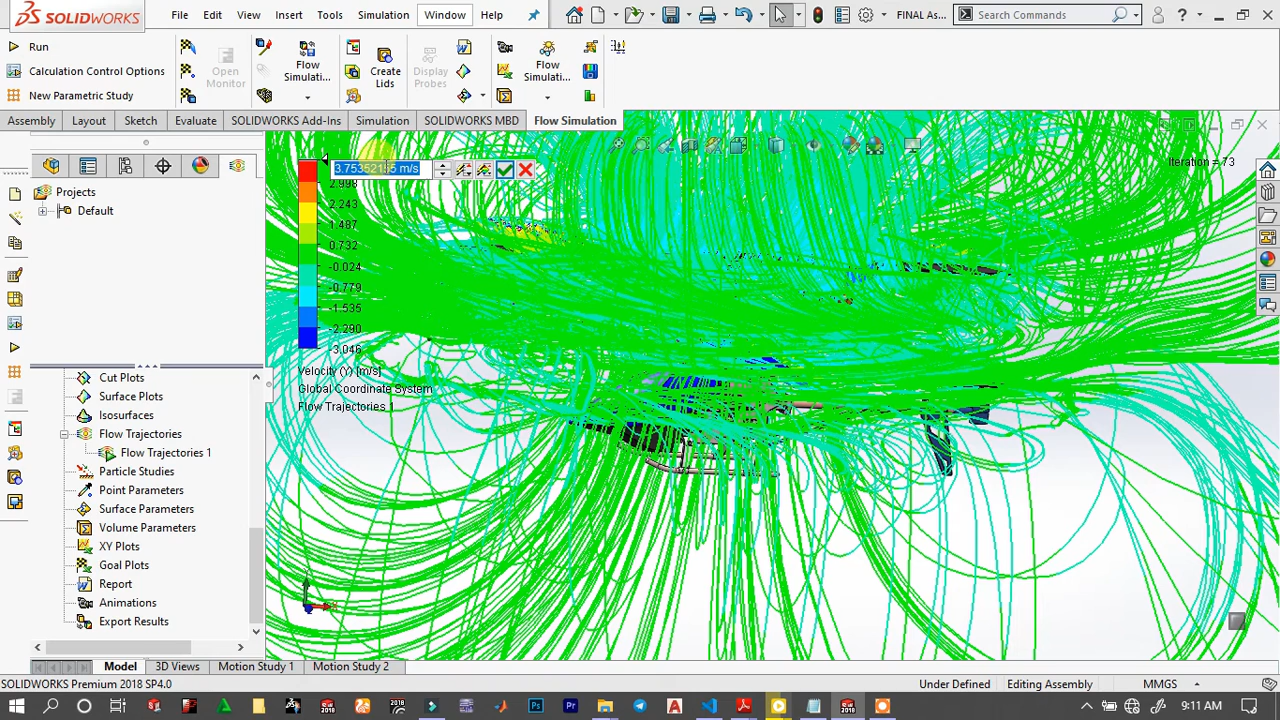 SOLIDWORKS
File Edit View Insert Tools Simulation Window Help
FINAL As...
Search Commands
?
Run
Calculation Control Options
New Parametric Study
Open
Monitor
Flow
Simulati...
Create
Lids
Display
Probes
Flow
Simulati...
Assembly Layout Sketch Evaluate SOLIDWORKS Add-Ins Simulation SOLIDWORKS MBD Flow Simulation
Projects
Default
Cut Plots
Surface Plots
Isosurfaces
Flow Trajectories
Flow Trajectories 1
Particle Studies
Point Parameters
Surface Parameters
Volume Parameters
XY Plots
Goal Plots
Report
Animations
Export Results
3.75352155 m/s
2.998
2.243
1.487
0.732
-0.024
-0.779
-1.535
-2.290
-3.046
Velocity (Y) [m/s]
Global Coordinate System
Flow Trajectories 1
Iteration = 73
Model 3D Views Motion Study 1 Motion Study 2
SOLIDWORKS Premium 2018 SP4.0
Under Defined Editing Assembly MMGS
9:11 AM